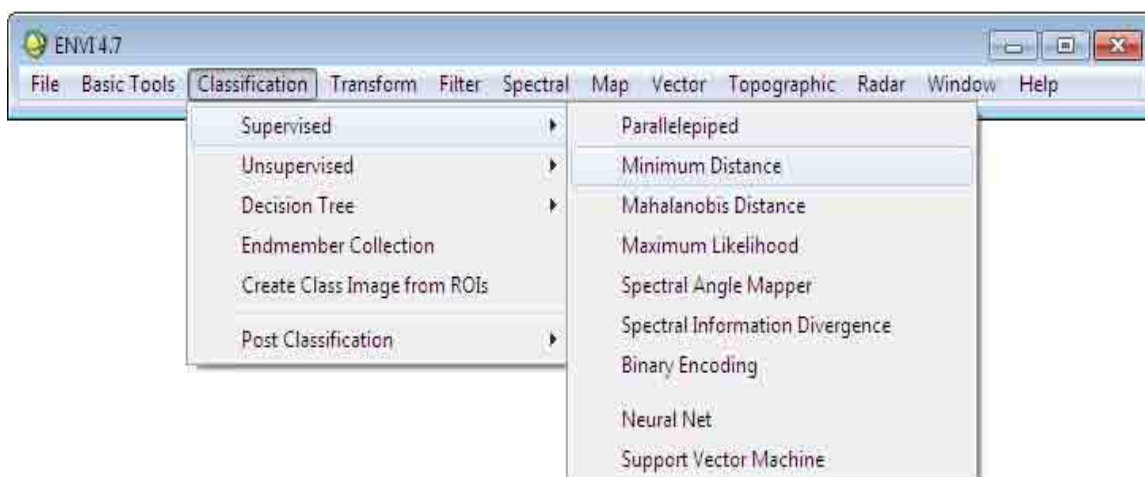 ENVI 4.7
File Basic Tools Classification Transform Filter Spectral Map Vector Topographic Radar Window Help
Supervised
Unsupervised
Decision Tree
Endmember Collection
Create Class Image from ROIs
Post Classification
Parallelepiped
Minimum Distance
Mahalanobis Distance
Maximum Likelihood
Spectral Angle Mapper
Spectral Information Divergence
Binary Encoding
Neural Net
Support Vector Machine